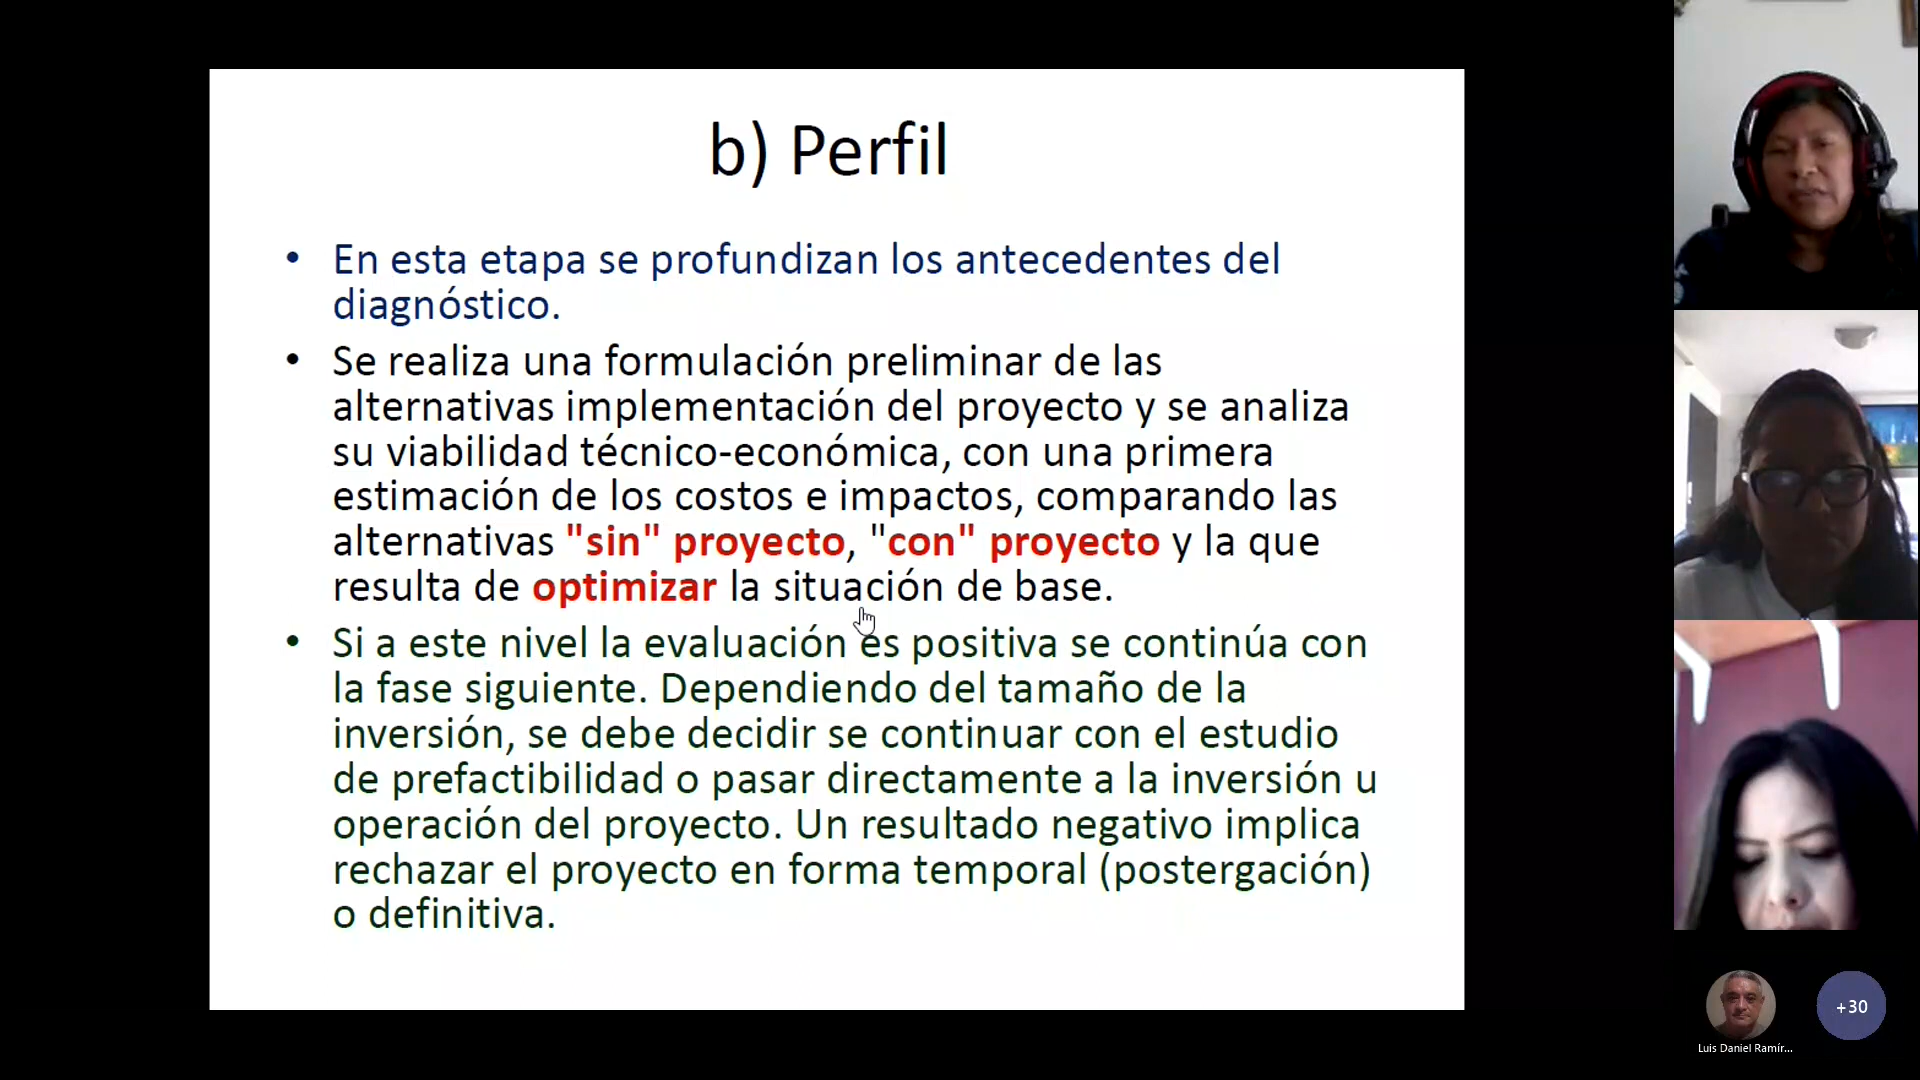 b) Perfil
• En esta etapa se profundizan los antecedentes del
diagnóstico.
• Se realiza una formulación preliminar de las
alternativas implementación del proyecto y se analiza
su viabilidad técnico-económica, con una primera
estimación de los costos e impactos, comparando las
alternativas "sin" proyecto, "con" proyecto y la que
resulta de optimizar la situación de base.
• Si a este nivel la evaluación es positiva se continúa con
la fase siguiente. Dependiendo del tamaño de la
inversión, se debe decidir se continuar con el estudio
de prefactibilidad o pasar directamente a la inversión u
operación del proyecto. Un resultado negativo implica
rechazar el proyecto en forma temporal (postergación)
o definitiva.
+30
Luis Daniel Ramír...